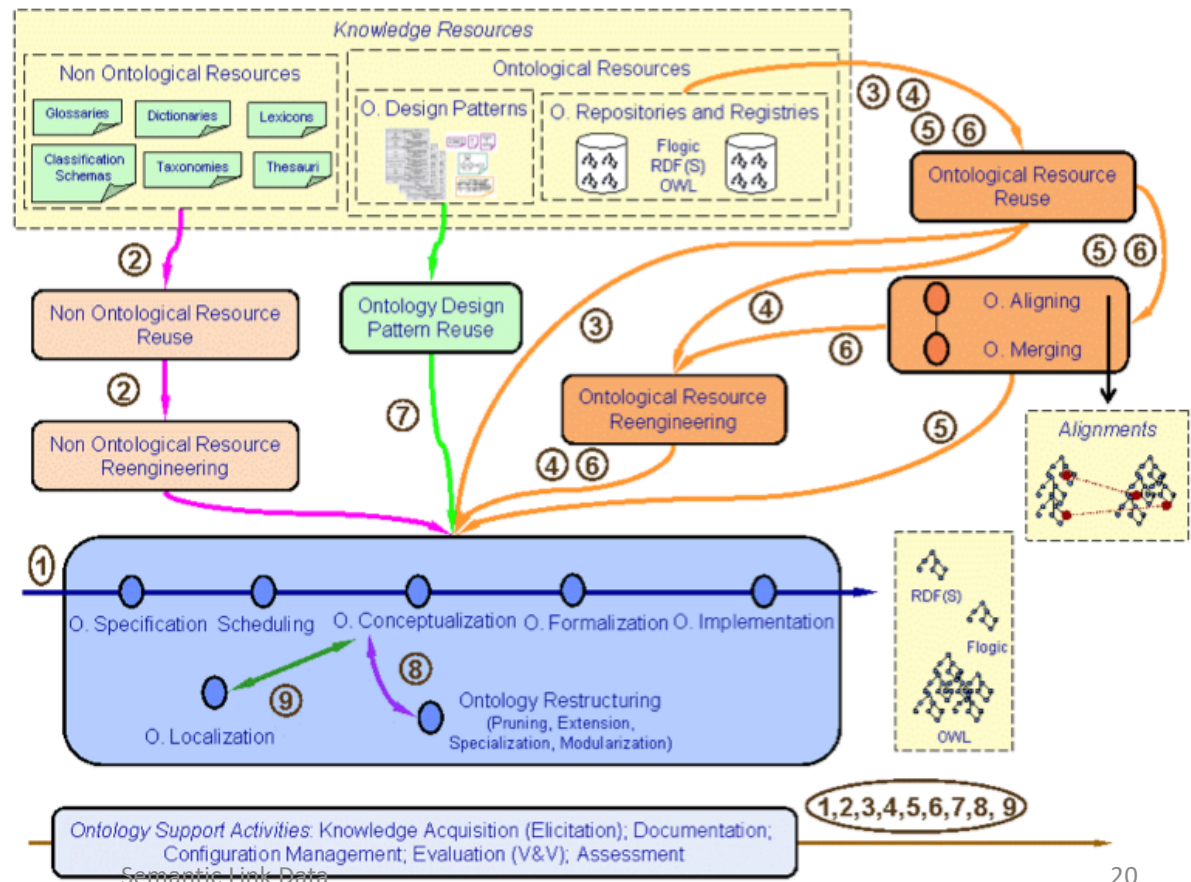 Knowledge Resources
Non Ontological Resources
Glossaries
Dictionaries
Lexicons
Classification
Schemas
Taxonomies
Thesauri
Ontological Resources
O. Design Patterns
O. Repositories and Registries
Flogic
RDF(S)
OWL
3 4
5 6
Ontological Resource
Reuse
2
Non Ontological Resource
Reuse
2
Non Ontological Resource
Reengineering
Ontology Design
Pattern Reuse
7
3
4
5 6
O. Aligning
O. Merging
6
Ontological Resource
Reengineering
4 6
5
Alignments
1
O. Specification
Scheduling
O. Conceptualization
O. Formalization
O. Implementation
9
8
O. Localization
Ontology Restructuring
(Pruning, Extension,
Specialization, Modularization)
RDF(S)
Flogic
OWL
1,2,3,4,5,6,7,8, 9
Ontology Support Activities: Knowledge Acquisition (Elicitation); Documentation;
Configuration Management; Evaluation (V&V); Assessment
Semantic Link Data
20